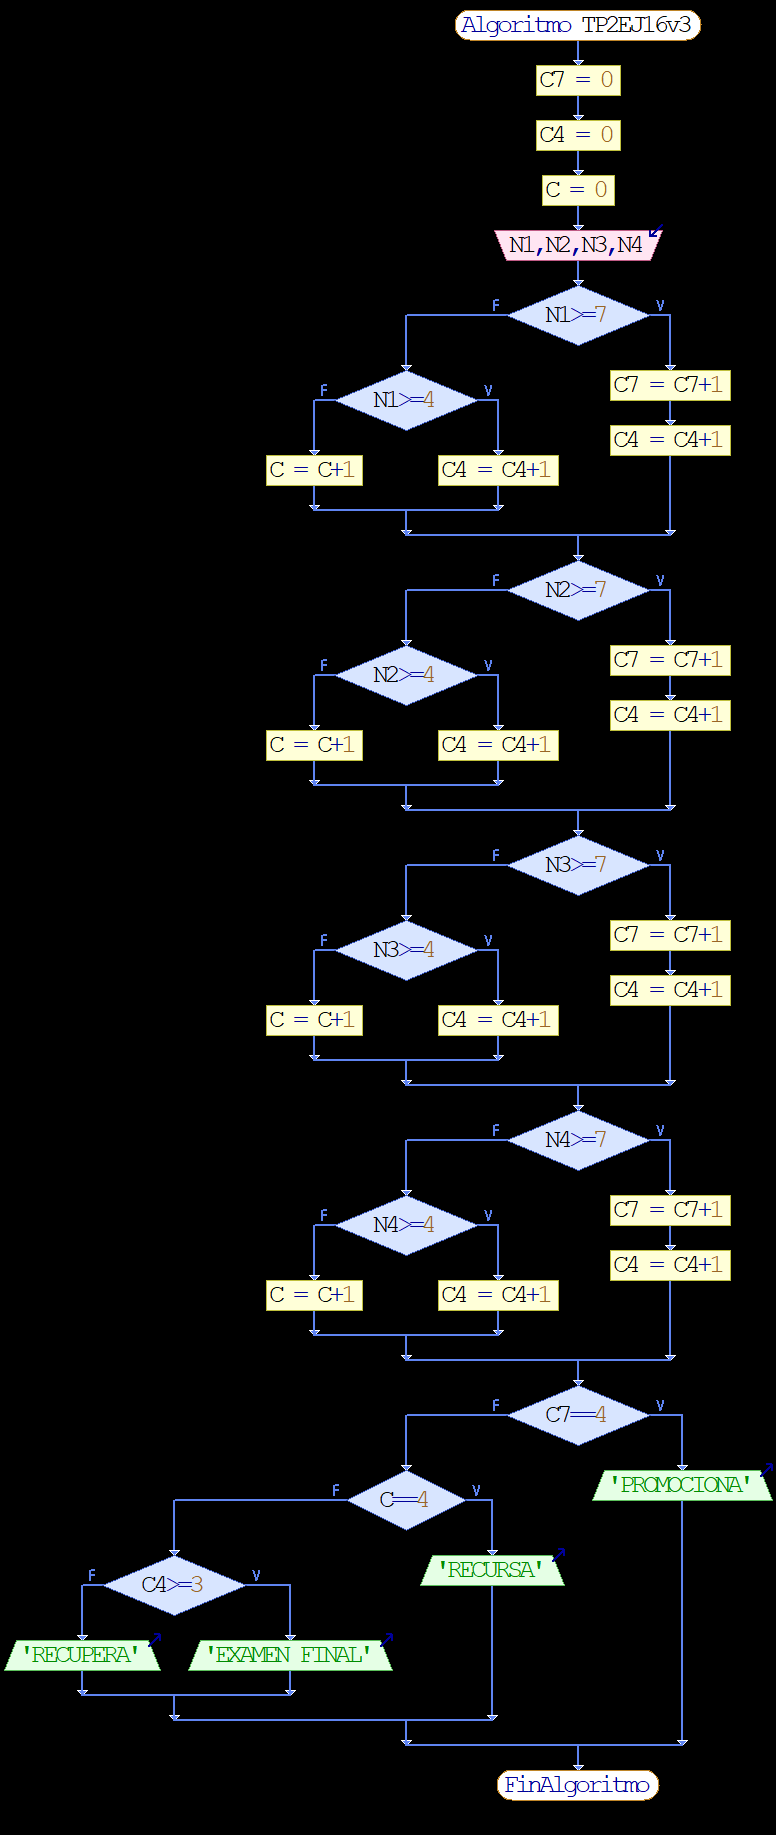 Algoritmo TP2EJ16v3
C7 = 0
C4 = 0
C = 0
N1,N2,N3,N4
N1>=7
F
V
N1>=4
F
V
C7 = C7+1
C4 = C4+1
C = C+1
C4 = C4+1
N2>=7
F
V
N2>=4
F
V
C7 = C7+1
C4 = C4+1
C = C+1
C4 = C4+1
N3>=7
F
V
N3>=4
F
V
C7 = C7+1
C4 = C4+1
C = C+1
C4 = C4+1
N4>=7
F
V
N4>=4
F
V
C7 = C7+1
C4 = C4+1
C = C+1
C4 = C4+1
C7==4
F
V
'PROMOCIONA'
C==4
F
V
'RECURSA'
C4>=3
F
V
'RECUPERA'
'EXAMEN FINAL'
FinAlgoritmo